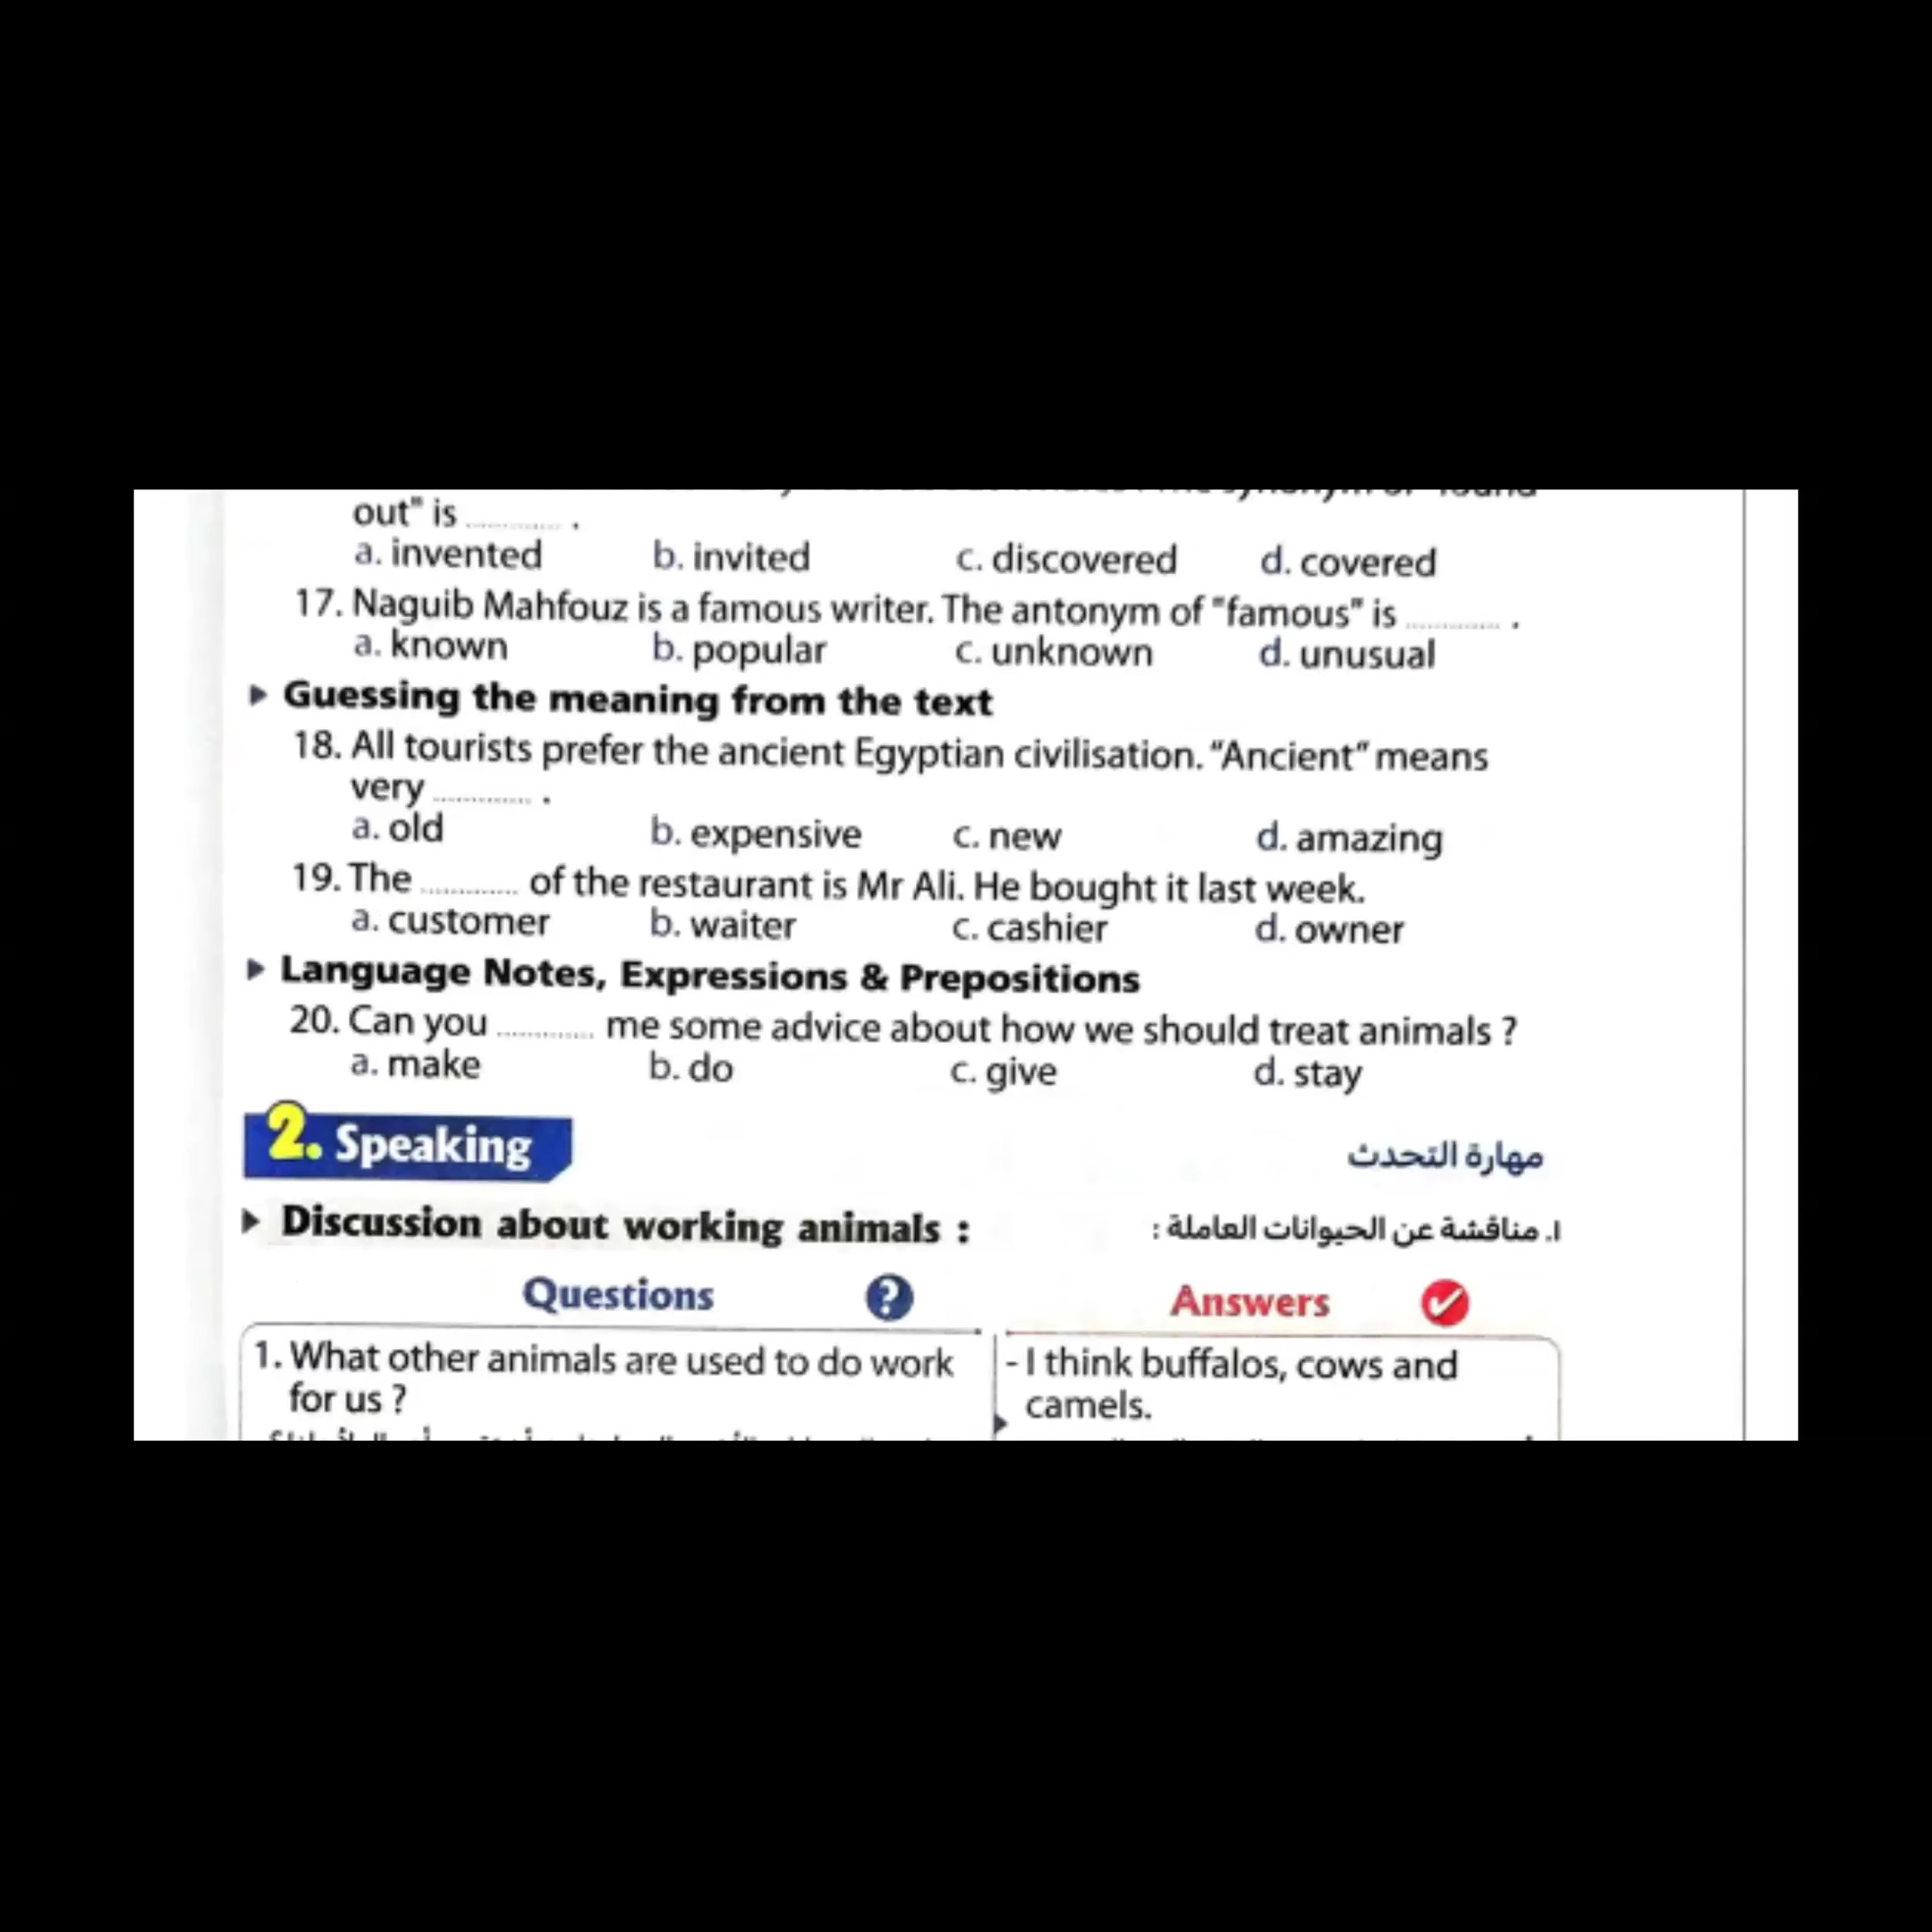 out" is ............ .
a. invented b. invited c. discovered d. covered
17. Naguib Mahfouz is a famous writer. The antonym of "famous" is ............ .
a. known b. popular c. unknown d. unusual
Guessing the meaning from the text
18. All tourists prefer the ancient Egyptian civilisation. "Ancient" means
very ............ .
a. old b. expensive c. new d. amazing
19. The ............ of the restaurant is Mr Ali. He bought it last week.
a. customer b. waiter c. cashier d. owner
Language Notes, Expressions & Prepositions
20. Can you ............ me some advice about how we should treat animals ?
a. make b. do c. give d. stay
2. Speaking مهارة التحدث
Discussion about working animals : ١. مناقشة عن الحيوانات العاملة :
Questions ? Answers
1. What other animals are used to do work
for us ?
- I think buffalos, cows and
camels.